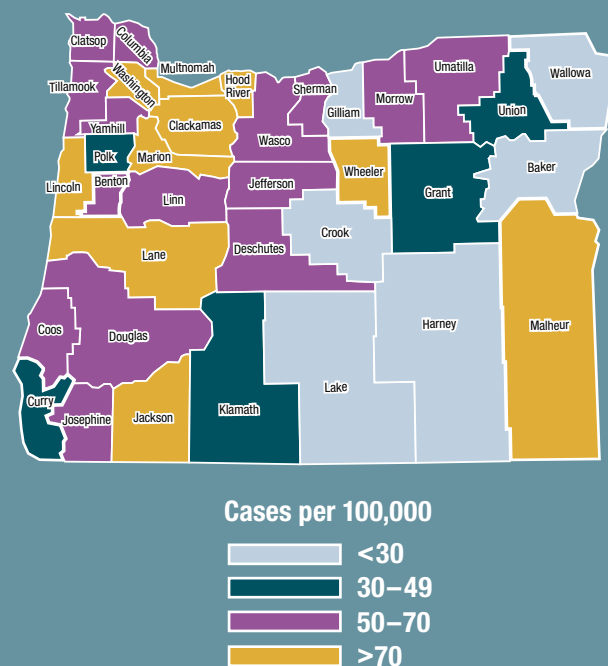 Clatsop
Columbia
Multnomah
Washington
Tillamook
Hood
River
Sherman
Gilliam
Morrow
Umatilla
Wallowa
Union
Yamhill
Clackamas
Wasco
Polk
Marion
Wheeler
Grant
Baker
Lincoln
Benton
Linn
Jefferson
Crook
Lane
Deschutes
Coos
Douglas
Harney
Malheur
Curry
Josephine
Jackson
Klamath
Lake
Cases per 100,000
<30
30–49
50–70
>70